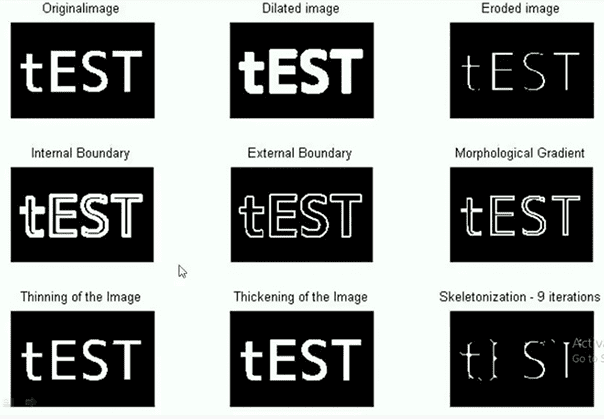 Originalimage
Dilated image
Eroded image
tEST
tEST
tEST
Internal Boundary
External Boundary
Morphological Gradient
tEST
tEST
tEST
Thinning of the Image
Thickening of the Image
Skeletonization - 9 iterations
tEST
tEST
tEST
Activa
Go to S